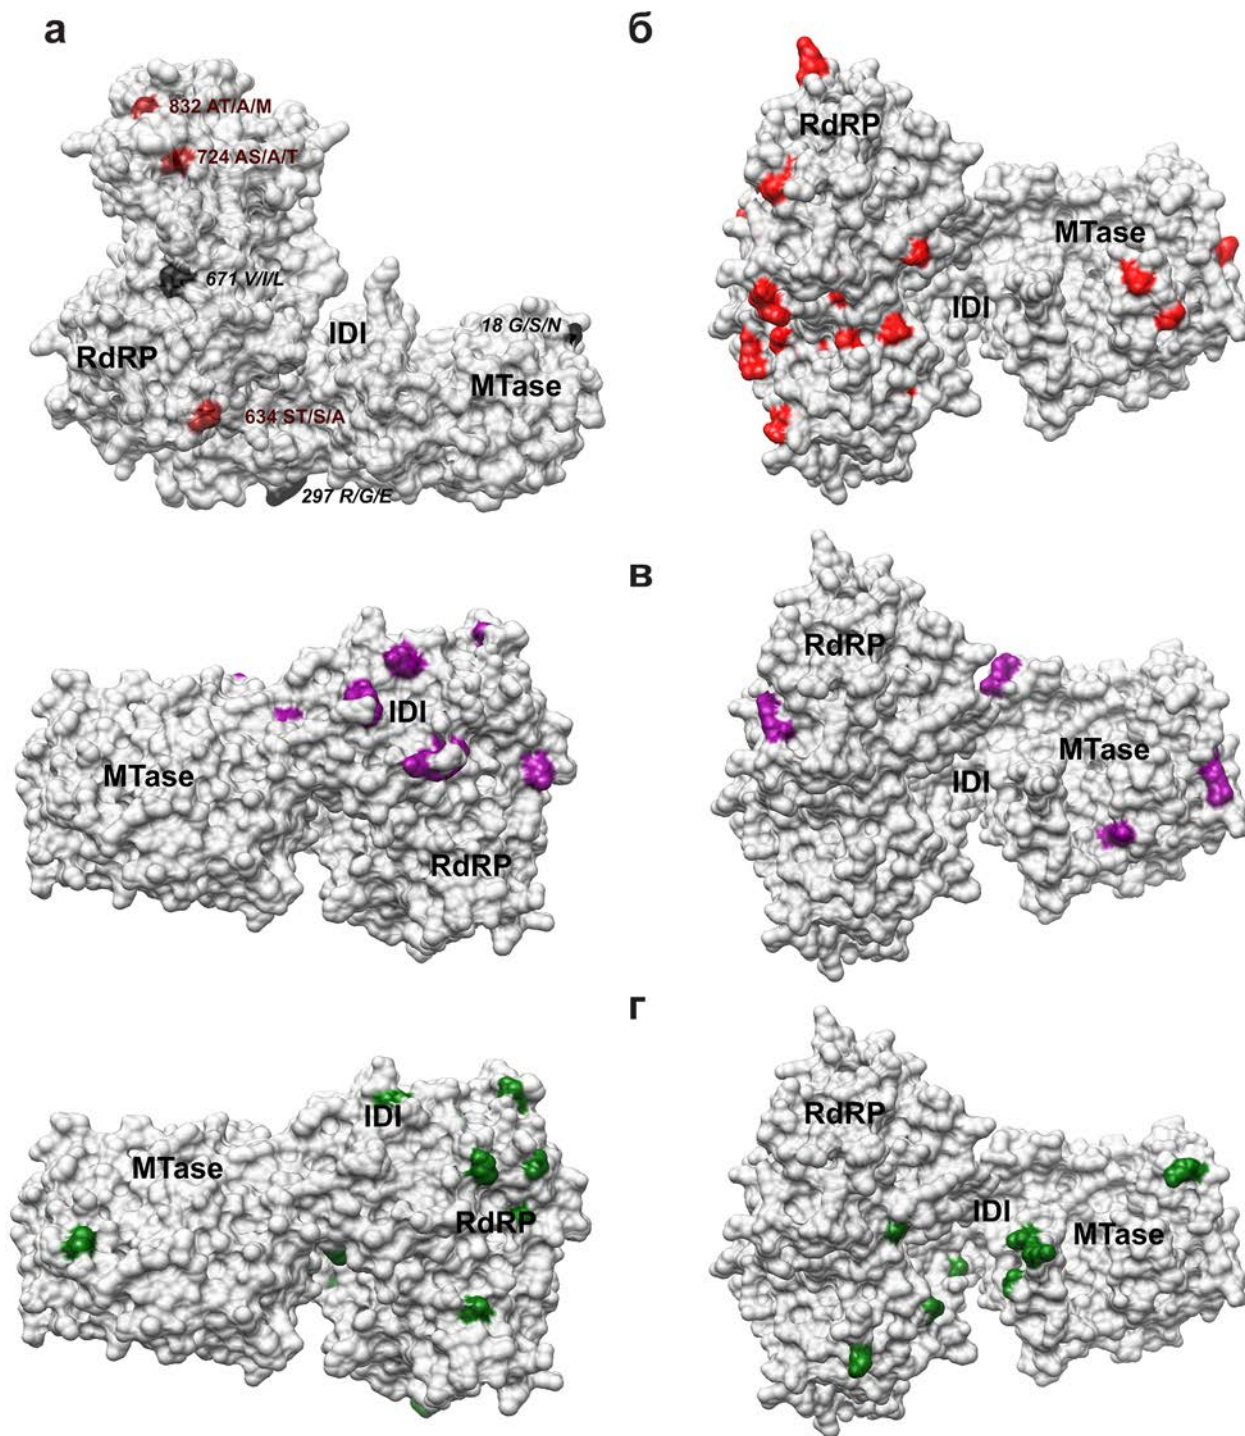 а
832 AT/A/M
724 AS/A/T
671 V/I/L
IDI
18 G/S/N
RdRP
MTase
634 ST/S/A
297 R/G/E
б
RdRP
MTase
IDI
в
IDI
MTase
RdRP
RdRP
MTase
IDI
г
IDI
MTase
RdRP
RdRP
IDI
MTase